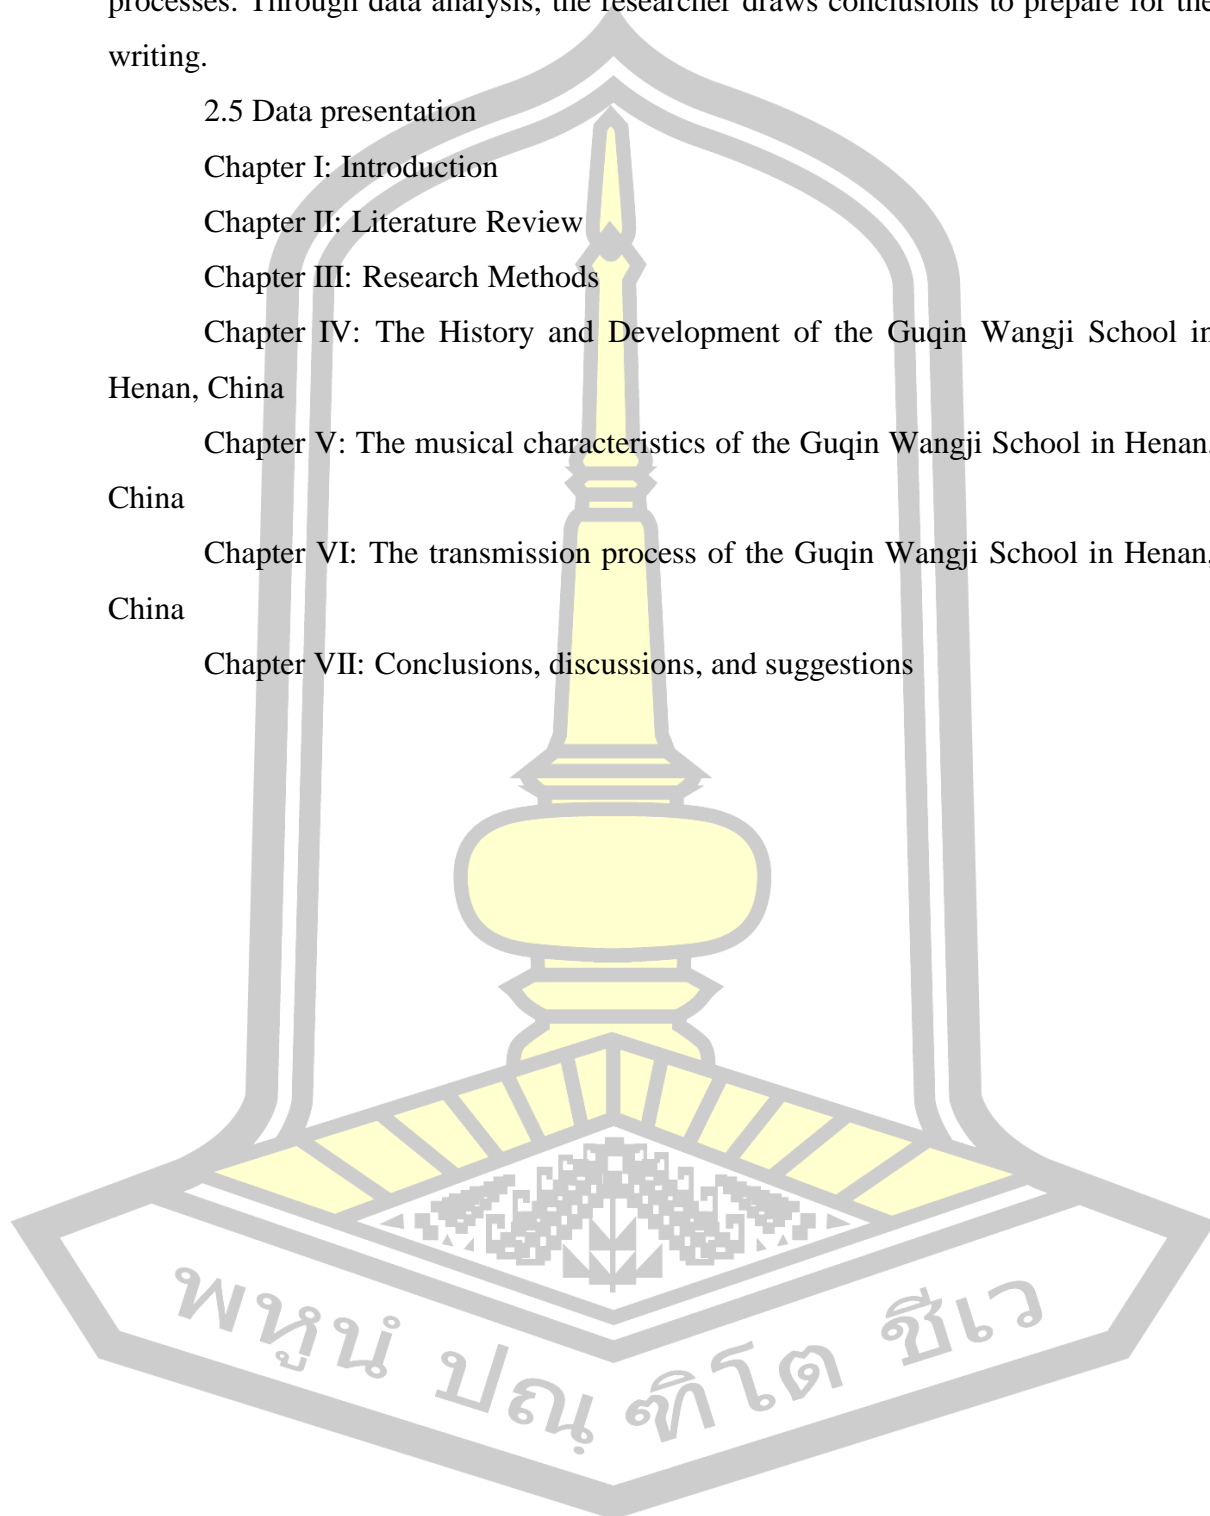 processes. Through data analysis, the researcher draws conclusions to prepare for the
writing.
2.5 Data presentation
Chapter I: Introduction
Chapter II: Literature Review
Chapter III: Research Methods
Chapter IV: The History and Development of the Guqin Wangji School in
Henan, China
Chapter V: The musical characteristics of the Guqin Wangji School in Henan,
China
Chapter VI: The transmission process of the Guqin Wangji School in Henan,
China
Chapter VII: Conclusions, discussions, and suggestions
พหูนํ ปณฺฑิโต ชีเว